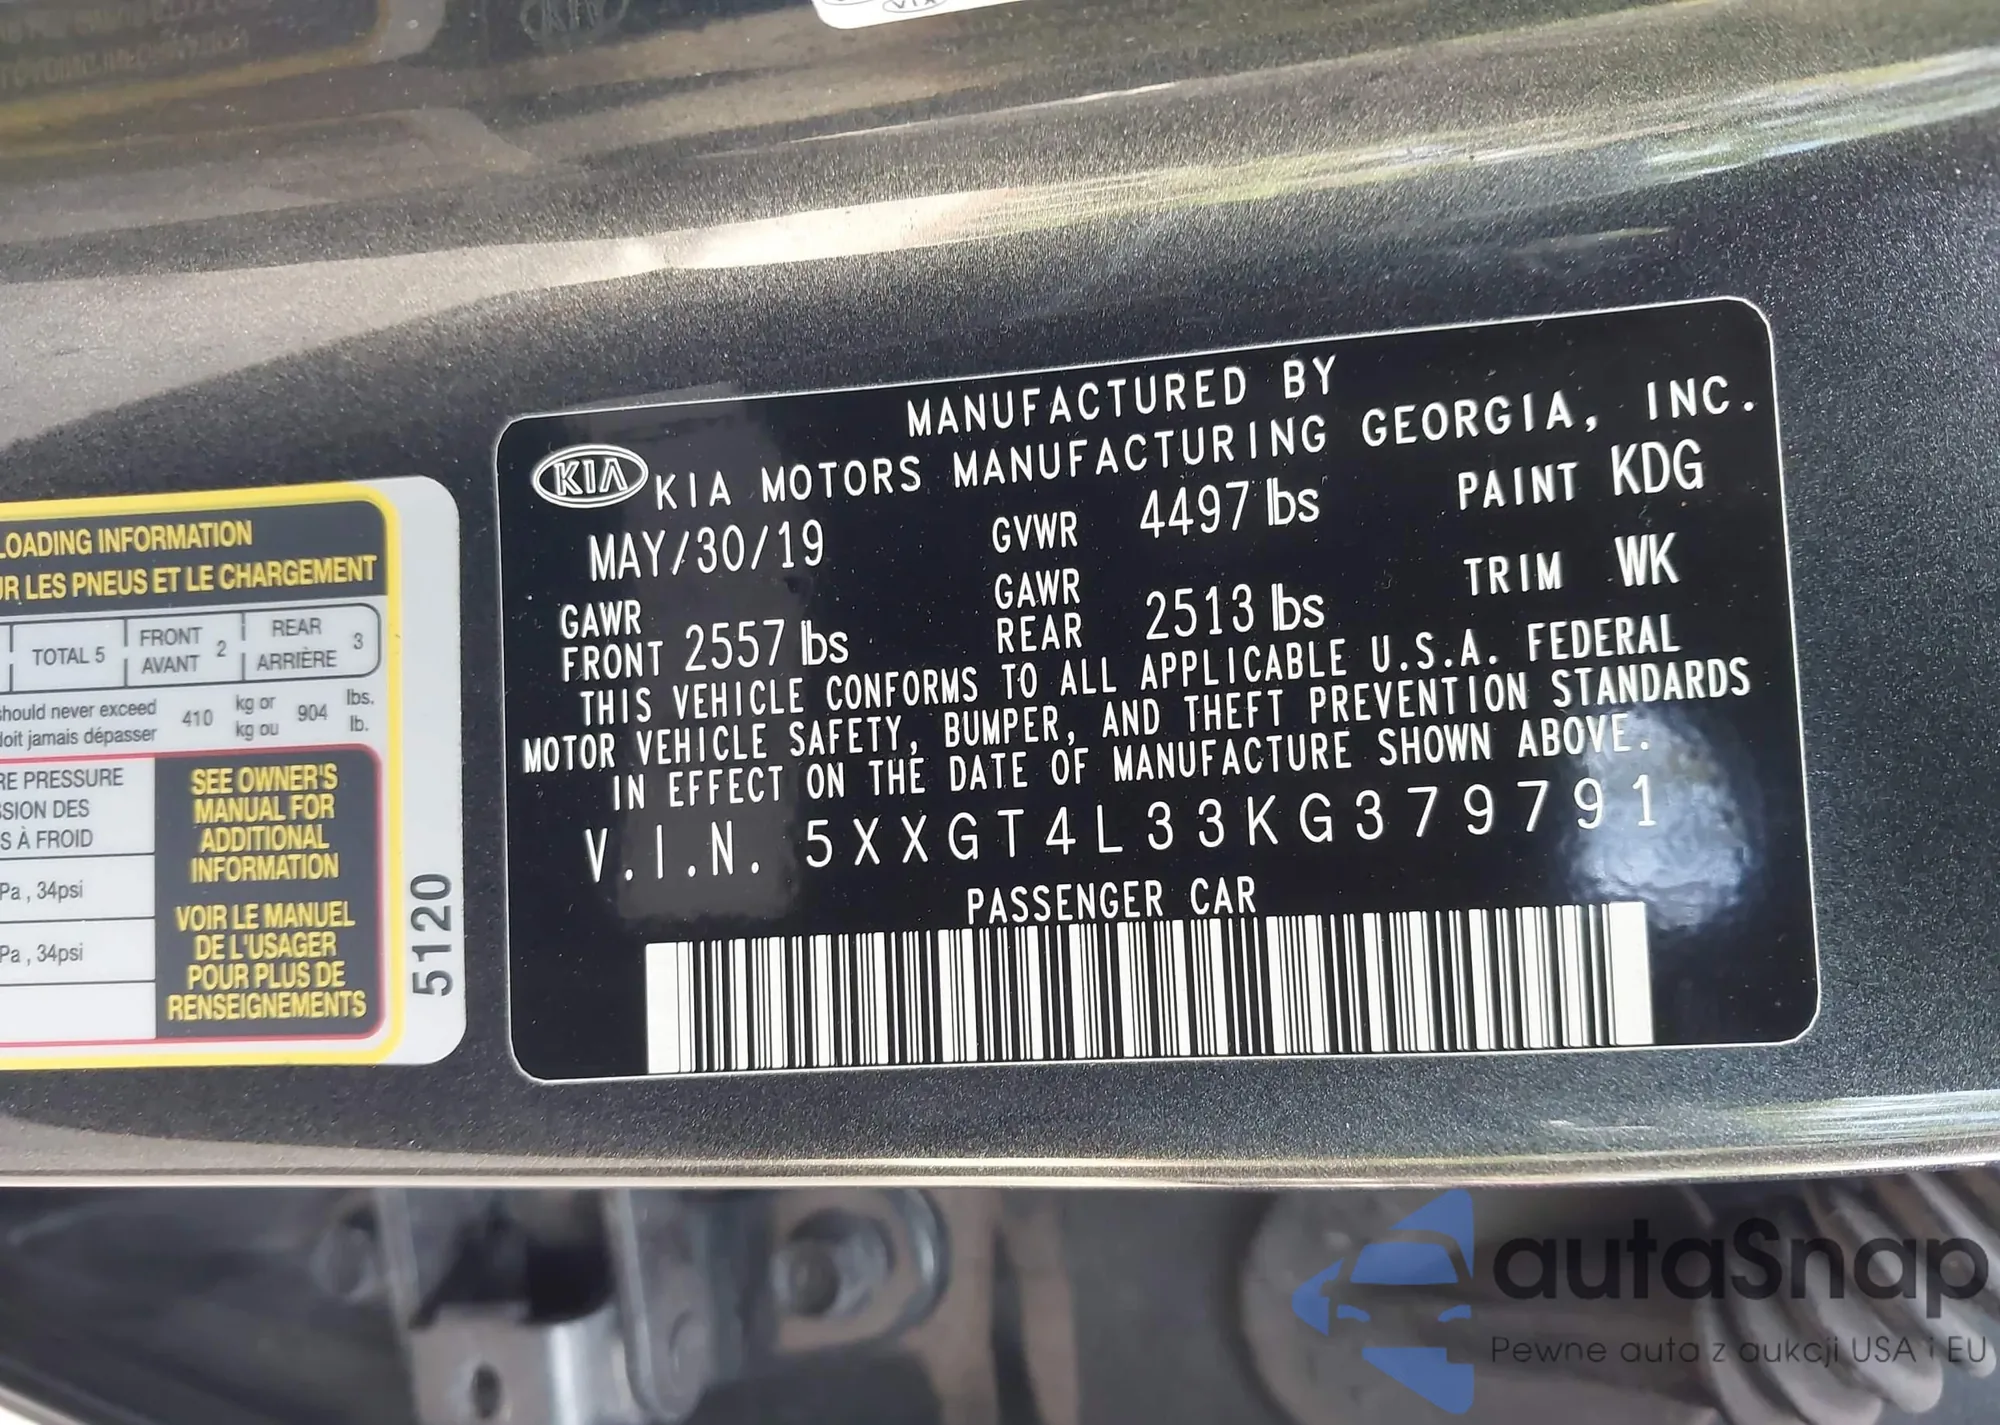 LOADING INFORMATION
UR LES PNEUS ET LE CHARGEMENT
TOTAL 5
FRONT
AVANT
2
REAR
ARRIÈRE
3
should never exceed
doit jamais dépasser
410
kg or
kg ou
904
lbs.
lb.
RE PRESSURE
SSION DES
S À FROID
Pa , 34psi
Pa , 34psi
SEE OWNER'S
MANUAL FOR
ADDITIONAL
INFORMATION
VOIR LE MANUEL
DE L'USAGER
POUR PLUS DE
RENSEIGNEMENTS
5120
MANUFACTURED BY
KIA KIA MOTORS MANUFACTURING GEORGIA, INC.
MAY/30/19 GVWR 4497 lbs PAINT KDG
GAWR
FRONT 2557 lbs
GAWR
REAR 2513 lbs
TRIM WK
THIS VEHICLE CONFORMS TO ALL APPLICABLE U.S.A. FEDERAL
MOTOR VEHICLE SAFETY, BUMPER, AND THEFT PREVENTION STANDARDS
IN EFFECT ON THE DATE OF MANUFACTURE SHOWN ABOVE.
V.I.N. 5XXGT4L33KG379791
PASSENGER CAR
autaSnap
Pewne auta z aukcji USA i EU